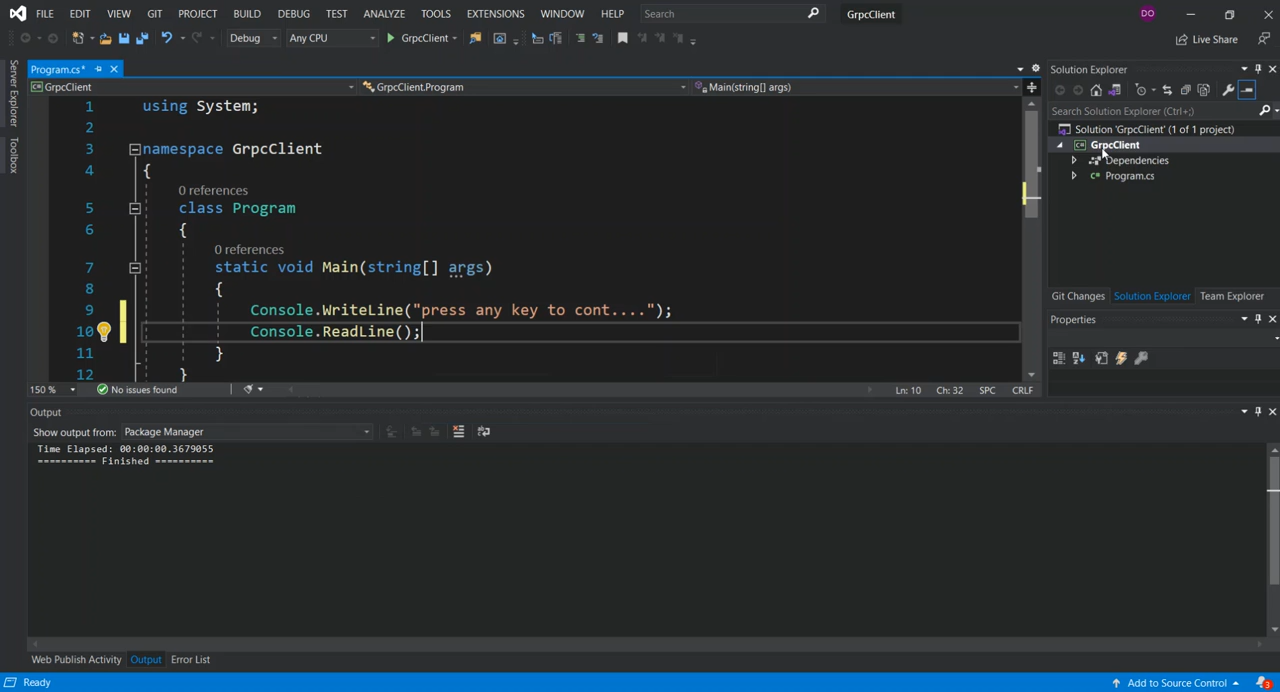 FILE EDIT VIEW GIT PROJECT BUILD DEBUG TEST ANALYZE TOOLS EXTENSIONS WINDOW HELP Search GrpcClient DO
Debug Any CPU GrpcClient Live Share
Server Explorer
Toolbox
Program.cs*
GrpcClient GrpcClient.Program Main(string[] args)
1 using System;
2
3 namespace GrpcClient
4 {
0 references
5 class Program
6 {
0 references
7 static void Main(string[] args)
8 {
9 Console.WriteLine("press any key to cont....");
10 Console.ReadLine();
11 }
12 }
150 % No issues found Ln: 10 Ch: 32 SPC CRLF
Solution Explorer
Search Solution Explorer (Ctrl+;)
Solution 'GrpcClient' (1 of 1 project)
C# GrpcClient
Dependencies
C# Program.cs
Git Changes Solution Explorer Team Explorer
Properties
Output
Show output from: Package Manager
Time Elapsed: 00:00:00.3679055
========== Finished ==========
Web Publish Activity Output Error List
Ready Add to Source Control 3